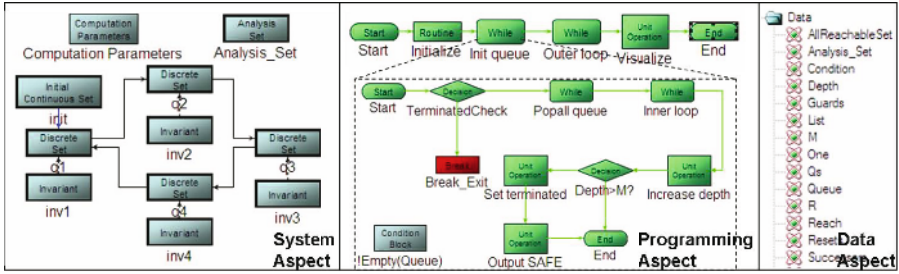 Computation
Parameters
Computation Parameters
Analysis
Set
Analysis_Set
Initial
Continuous Set
init
Discrete
Set
q2
Invariant
inv2
Discrete
Set
q1
Discrete
Set
q3
Invariant
inv1
Discrete
Set
q4
Invariant
inv3
Invariant
inv4
System
Aspect
Start
Start
Routine
Initialize
While
Init queue
While
Outer loop
Unit
Operation
Visualize
End
End
Start
Start
Decision
TerminatedCheck
While
Popall queue
While
Inner loop
Break
Break_Exit
Unit
Operation
Set terminated
Decision
Depth>M?
Unit
Operation
Increase depth
Condition
Block
!Empty(Queue)
Unit
Operation
Output SAFE
End
End
Programming
Aspect
Data
AllReachableSet
Analysis_Set
Condition
Depth
Guards
List
M
One
Qs
Queue
R
Reach
Resets
Data
Aspect